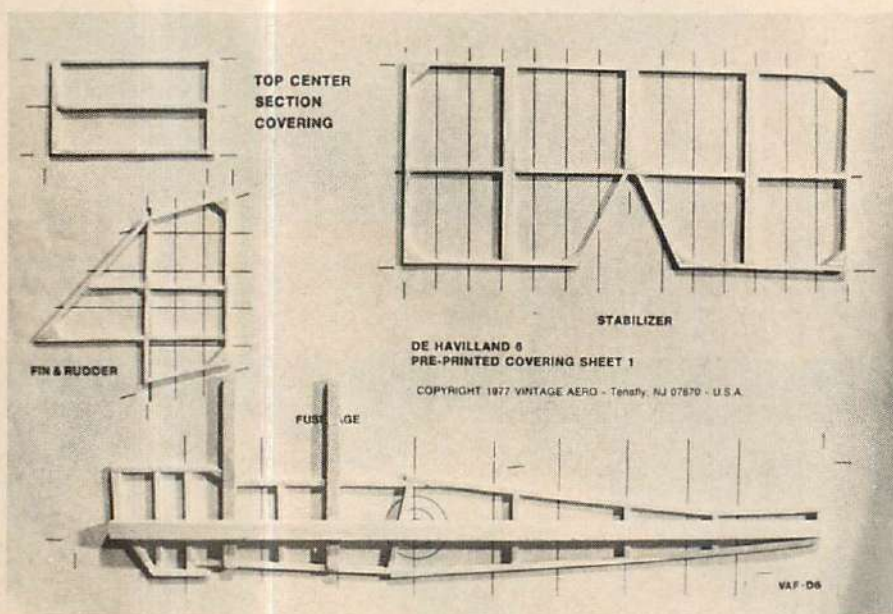 TOP CENTER
SECTION
COVERING
STABILIZER
DE HAVILLAND 6
PRE-PRINTED COVERING SHEET 1
FIN & RUDDER
COPYRIGHT 1977 VINTAGE AERO - Tenafly, NJ 07670 - U.S.A.
VAF-D6